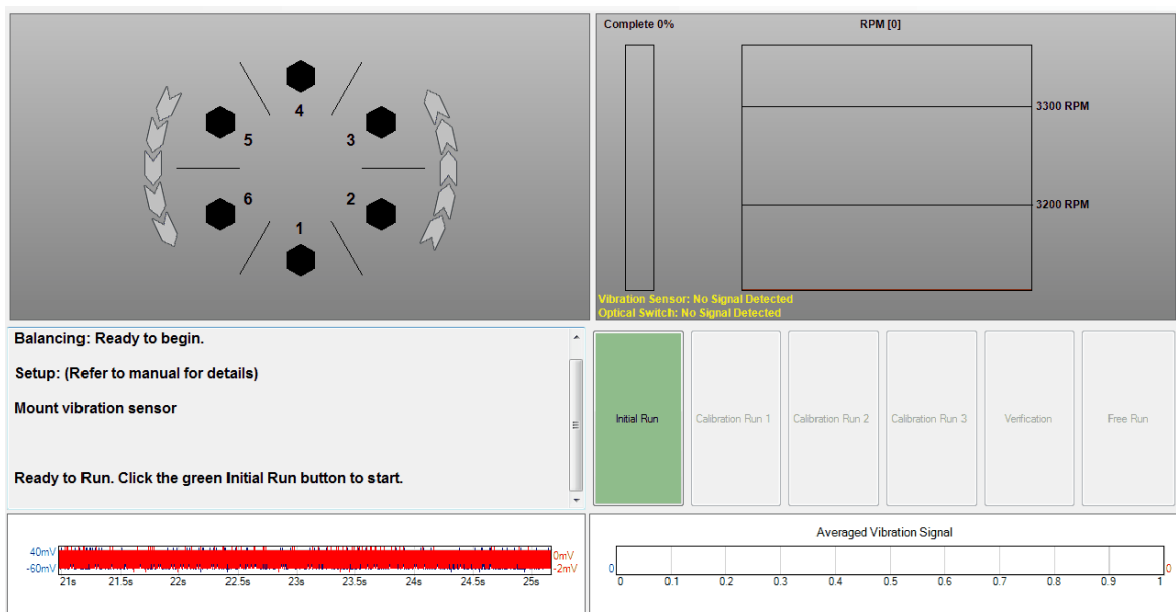 4
5
3
6
2
1
Complete 0%
RPM [0]
3300 RPM
3200 RPM
Vibration Sensor: No Signal Detected
Optical Switch: No Signal Detected
Balancing: Ready to begin.
Setup: (Refer to manual for details)
Mount vibration sensor
Ready to Run. Click the green Initial Run button to start.
Initial Run
Calibration Run 1
Calibration Run 2
Calibration Run 3
Verification
Free Run
40mV
-60mV
0mV
-2mV
21s 21.5s 22s 22.5s 23s 23.5s 24s 24.5s 25s
Averaged Vibration Signal
0
0
0 0.1 0.2 0.3 0.4 0.5 0.6 0.7 0.8 0.9 1